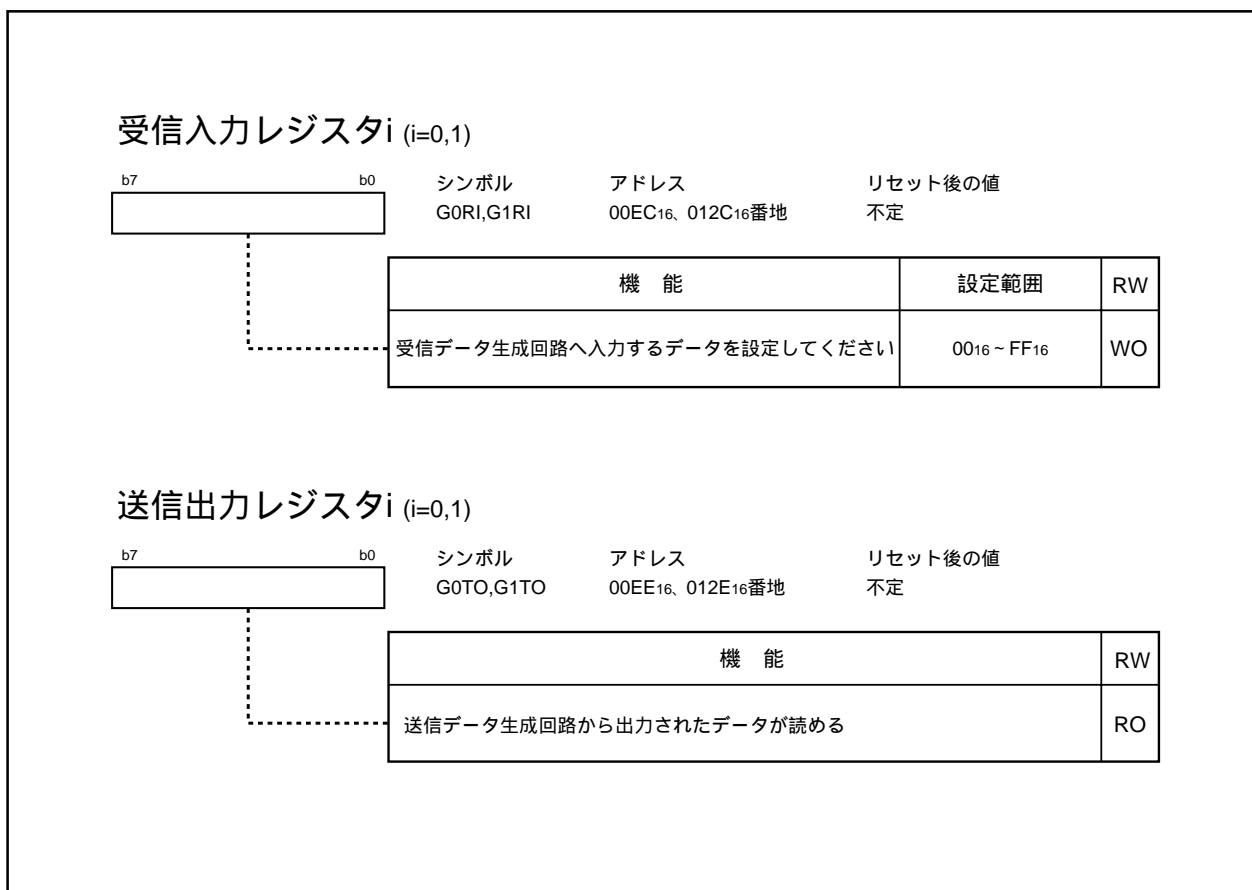 受信入力レジスタi (i=0,1)
b7 b0 シンボル アドレス リセット後の値
G0RI,G1RI 00EC16、012C16番地 不定
機 能 設定範囲 RW
受信データ生成回路へ入力するデータを設定してください 0016 ~ FF16 WO
送信出力レジスタi (i=0,1)
b7 b0 シンボル アドレス リセット後の値
G0TO,G1TO 00EE16、012E16番地 不定
機 能 RW
送信データ生成回路から出力されたデータが読める RO